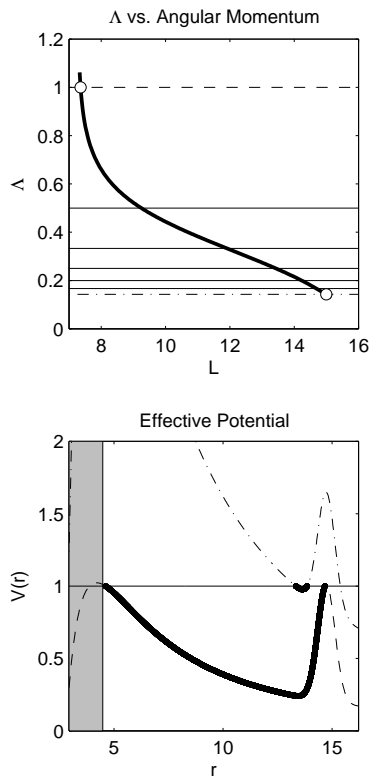 Λ vs. Angular Momentum
1.2
1
0.8
0.6
0.4
0.2
0
Λ
8 10 12 14 16
L
Effective Potential
2
1.5
1
0.5
0
V(r)
5 10 15
r